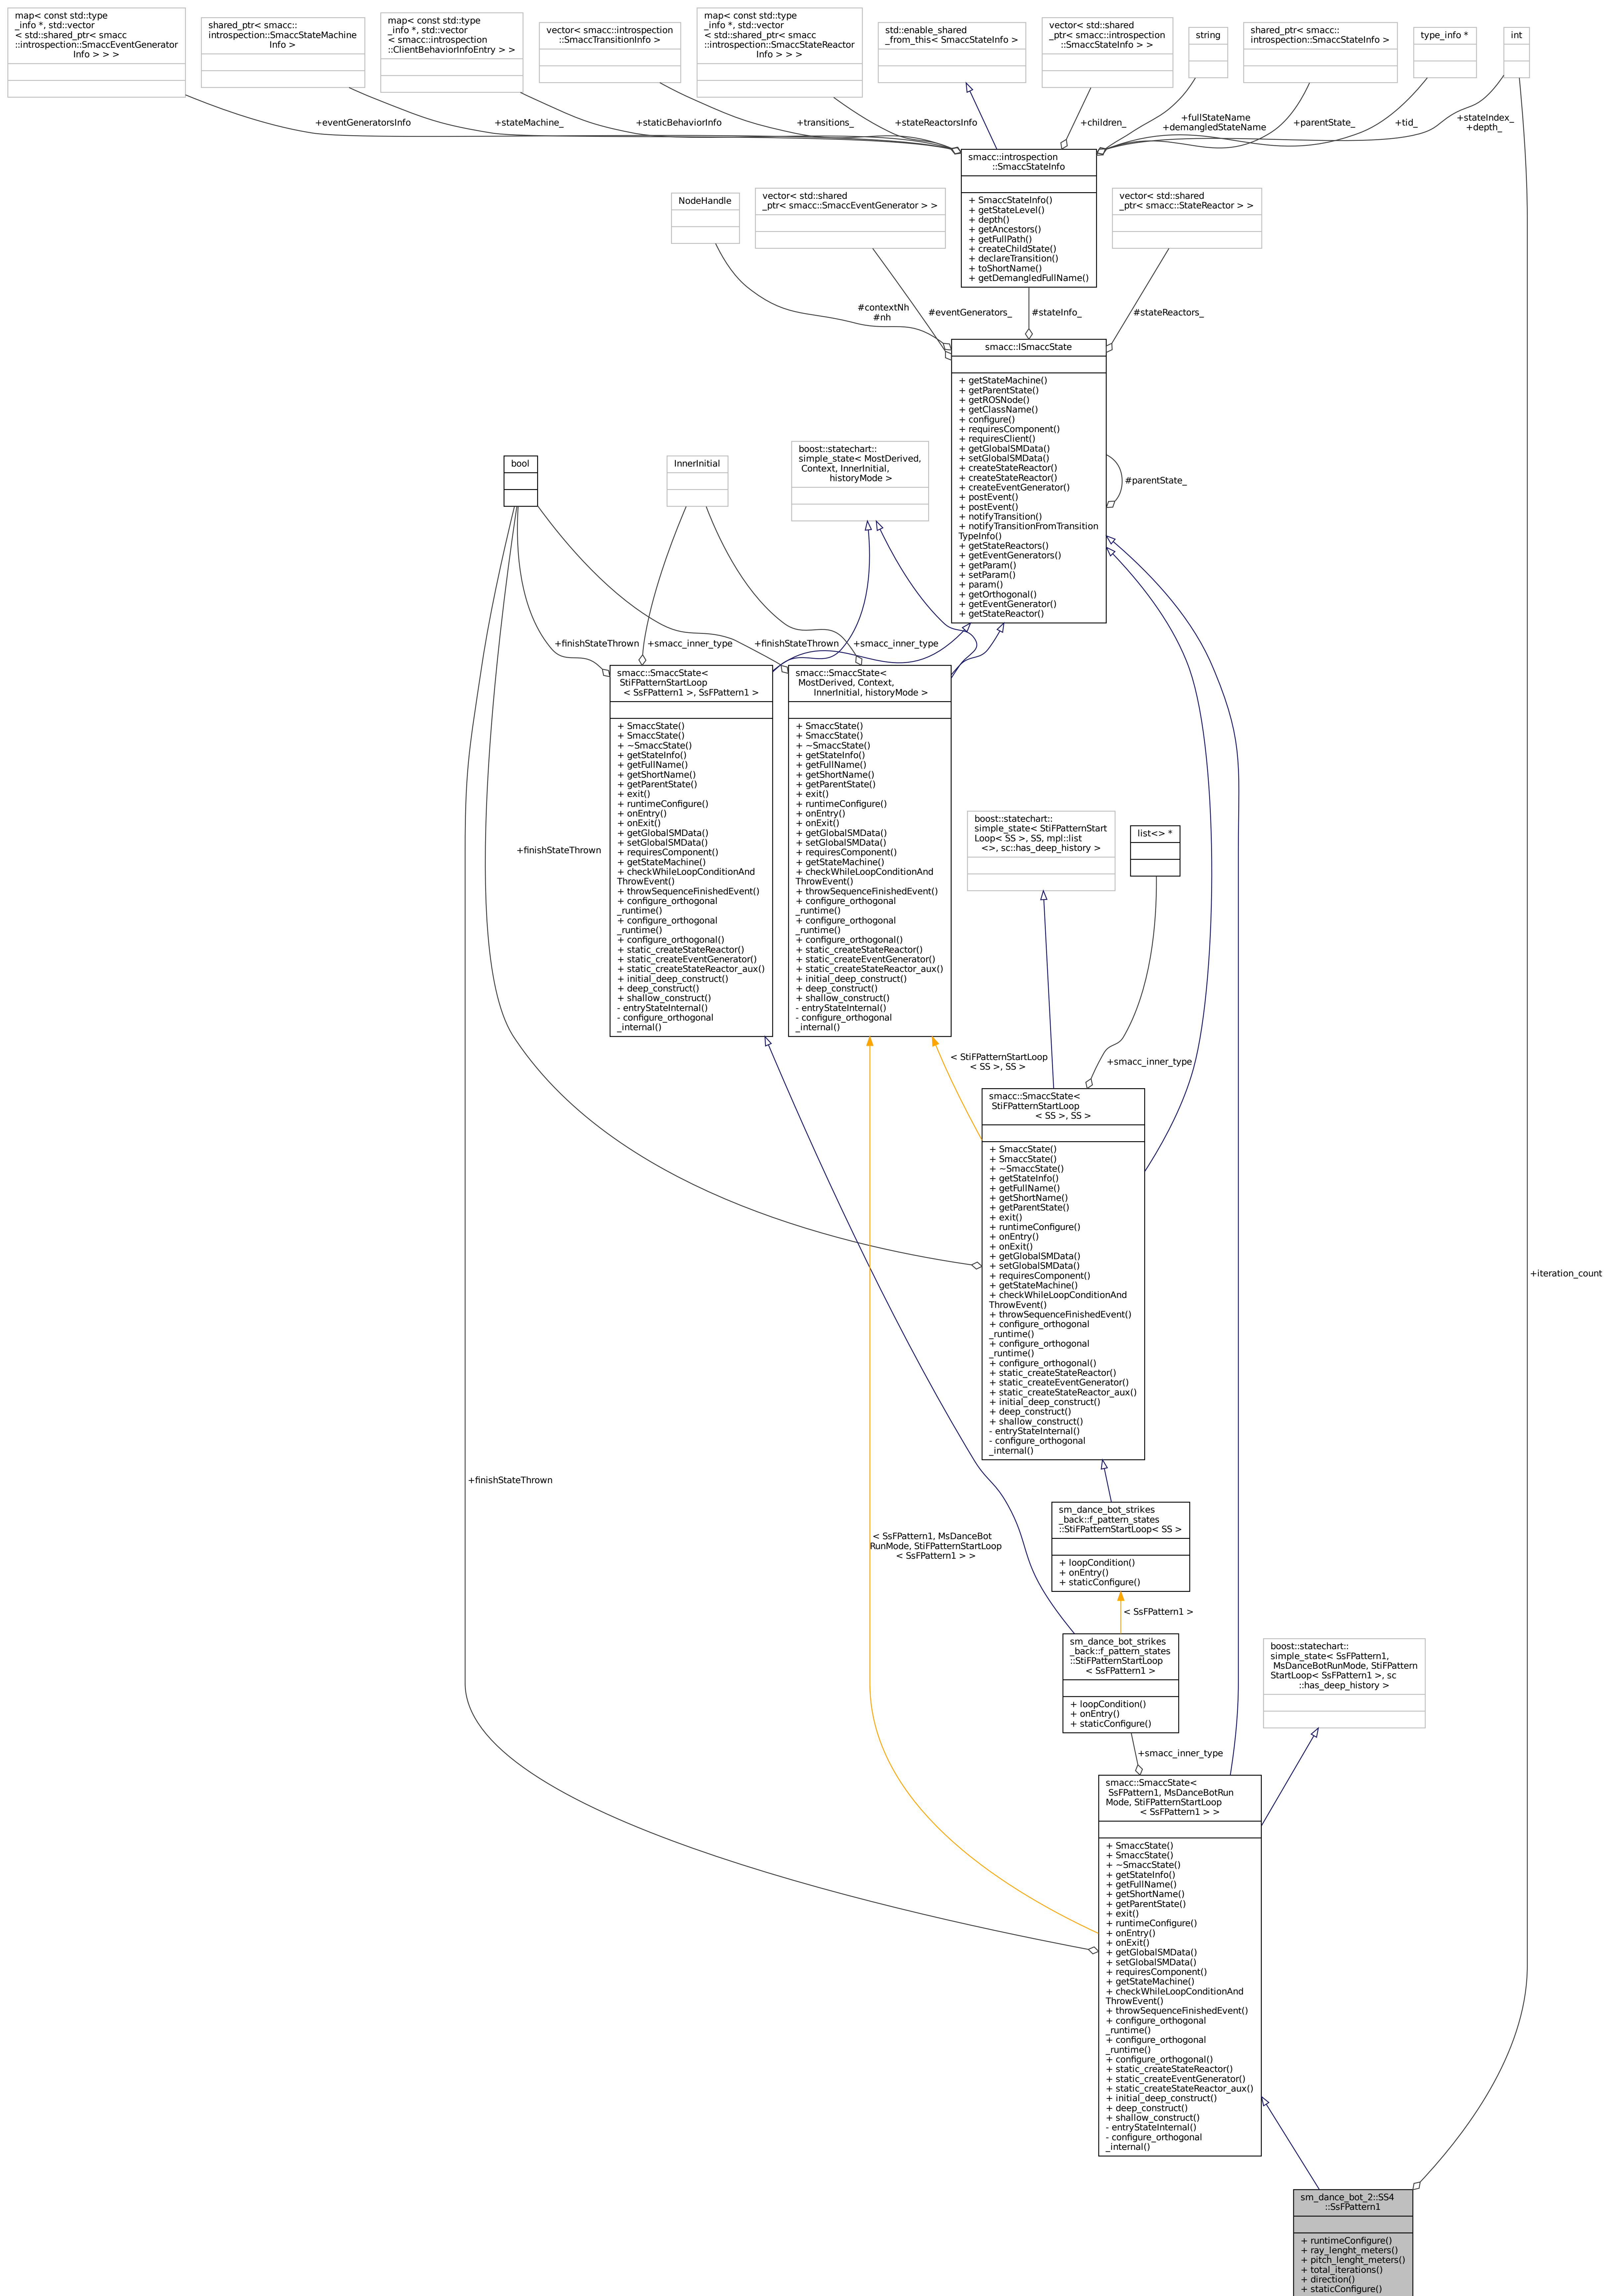 map< const std::type
_info *, std::vector
< std::shared_ptr< smacc
::introspection::SmaccEventGenerator
Info > > >
shared_ptr< smacc::
introspection::SmaccStateMachine
Info >
map< const std::type
_info *, std::vector
< smacc::introspection
::ClientBehaviorInfoEntry > >
vector< smacc::introspection
::SmaccTransitionInfo >
map< const std::type
_info *, std::vector
< std::shared_ptr< smacc
::introspection::SmaccStateReactor
Info > > >
std::enable_shared
_from_this< SmaccStateInfo >
vector< std::shared
_ptr< smacc::introspection
::SmaccStateInfo > >
string
shared_ptr< smacc::
introspection::SmaccStateInfo >
type_info *
int
+eventGeneratorsInfo
+stateMachine_
+staticBehaviorInfo
+transitions_
+stateReactorsInfo
+children_
+fullStateName
+demangledStateName
+parentState_
+tid_
+stateIndex_
+depth_
smacc::introspection
::SmaccStateInfo
+ SmaccStateInfo()
+ getStateLevel()
+ depth()
+ getAncestors()
+ getFullPath()
+ createChildState()
+ declareTransition()
+ toShortName()
+ getDemangledFullName()
NodeHandle
vector< std::shared
_ptr< smacc::SmaccEventGenerator > >
vector< std::shared
_ptr< smacc::StateReactor > >
#contextNh
#nh
#eventGenerators_
#stateInfo_
#stateReactors_
smacc::ISmaccState
+ getStateMachine()
+ getParentState()
+ getROSNode()
+ getClassName()
+ configure()
+ requiresComponent()
+ requiresClient()
+ getGlobalSMData()
+ setGlobalSMData()
+ createStateReactor()
+ createStateReactor()
+ createEventGenerator()
+ postEvent()
+ postEvent()
+ notifyTransition()
+ notifyTransitionFromTransition
TypeInfo()
+ getStateReactors()
+ getEventGenerators()
+ getParam()
+ setParam()
+ param()
+ getOrthogonal()
+ getEventGenerator()
+ getStateReactor()
#parentState_
bool
InnerInitial
boost::statechart::
simple_state< MostDerived,
Context, InnerInitial,
historyMode >
+finishStateThrown
+smacc_inner_type
+finishStateThrown
+smacc_inner_type
smacc::SmaccState<
StiFPatternStartLoop
< SsFPattern1 >, SsFPattern1 >
+ SmaccState()
+ SmaccState()
+ ~SmaccState()
+ getStateInfo()
+ getFullName()
+ getShortName()
+ getParentState()
+ exit()
+ runtimeConfigure()
+ onEntry()
+ onExit()
+ getGlobalSMData()
+ setGlobalSMData()
+ requiresComponent()
+ getStateMachine()
+ checkWhileLoopConditionAnd
ThrowEvent()
+ throwSequenceFinishedEvent()
+ configure_orthogonal
_runtime()
+ configure_orthogonal
_runtime()
+ configure_orthogonal()
+ static_createStateReactor()
+ static_createEventGenerator()
+ static_createStateReactor_aux()
+ initial_deep_construct()
+ deep_construct()
+ shallow_construct()
- entryStateInternal()
- configure_orthogonal
_internal()
smacc::SmaccState<
MostDerived, Context,
InnerInitial, historyMode >
+ SmaccState()
+ SmaccState()
+ ~SmaccState()
+ getStateInfo()
+ getFullName()
+ getShortName()
+ getParentState()
+ exit()
+ runtimeConfigure()
+ onEntry()
+ onExit()
+ getGlobalSMData()
+ setGlobalSMData()
+ requiresComponent()
+ getStateMachine()
+ checkWhileLoopConditionAnd
ThrowEvent()
+ throwSequenceFinishedEvent()
+ configure_orthogonal
_runtime()
+ configure_orthogonal
_runtime()
+ configure_orthogonal()
+ static_createStateReactor()
+ static_createEventGenerator()
+ static_createStateReactor_aux()
+ initial_deep_construct()
+ deep_construct()
+ shallow_construct()
- entryStateInternal()
- configure_orthogonal
_internal()
+finishStateThrown
boost::statechart::
simple_state< StiFPatternStart
Loop< SS >, SS, mpl::list
<>, sc::has_deep_history >
list<> *
< StiFPatternStartLoop
< SS >, SS >
+smacc_inner_type
smacc::SmaccState<
StiFPatternStartLoop
< SS >, SS >
+ SmaccState()
+ SmaccState()
+ ~SmaccState()
+ getStateInfo()
+ getFullName()
+ getShortName()
+ getParentState()
+ exit()
+ runtimeConfigure()
+ onEntry()
+ onExit()
+ getGlobalSMData()
+ setGlobalSMData()
+ requiresComponent()
+ getStateMachine()
+ checkWhileLoopConditionAnd
ThrowEvent()
+ throwSequenceFinishedEvent()
+ configure_orthogonal
_runtime()
+ configure_orthogonal
_runtime()
+ configure_orthogonal()
+ static_createStateReactor()
+ static_createEventGenerator()
+ static_createStateReactor_aux()
+ initial_deep_construct()
+ deep_construct()
+ shallow_construct()
- entryStateInternal()
- configure_orthogonal
_internal()
+iteration_count
+finishStateThrown
< SsFPattern1, MsDanceBot
RunMode, StiFPatternStartLoop
< SsFPattern1 > >
sm_dance_bot_strikes
_back::f_pattern_states
::StiFPatternStartLoop< SS >
+ loopCondition()
+ onEntry()
+ staticConfigure()
< SsFPattern1 >
sm_dance_bot_strikes
_back::f_pattern_states
::StiFPatternStartLoop
< SsFPattern1 >
+ loopCondition()
+ onEntry()
+ staticConfigure()
boost::statechart::
simple_state< SsFPattern1,
MsDanceBotRunMode, StiFPattern
StartLoop< SsFPattern1 >, sc
::has_deep_history >
+smacc_inner_type
smacc::SmaccState<
SsFPattern1, MsDanceBotRun
Mode, StiFPatternStartLoop
< SsFPattern1 > >
+ SmaccState()
+ SmaccState()
+ ~SmaccState()
+ getStateInfo()
+ getFullName()
+ getShortName()
+ getParentState()
+ exit()
+ runtimeConfigure()
+ onEntry()
+ onExit()
+ getGlobalSMData()
+ setGlobalSMData()
+ requiresComponent()
+ getStateMachine()
+ checkWhileLoopConditionAnd
ThrowEvent()
+ throwSequenceFinishedEvent()
+ configure_orthogonal
_runtime()
+ configure_orthogonal
_runtime()
+ configure_orthogonal()
+ static_createStateReactor()
+ static_createEventGenerator()
+ static_createStateReactor_aux()
+ initial_deep_construct()
+ deep_construct()
+ shallow_construct()
- entryStateInternal()
- configure_orthogonal
_internal()
sm_dance_bot_2::SS4
::SsFPattern1
+ runtimeConfigure()
+ ray_lenght_meters()
+ pitch_lenght_meters()
+ total_iterations()
+ direction()
+ staticConfigure()